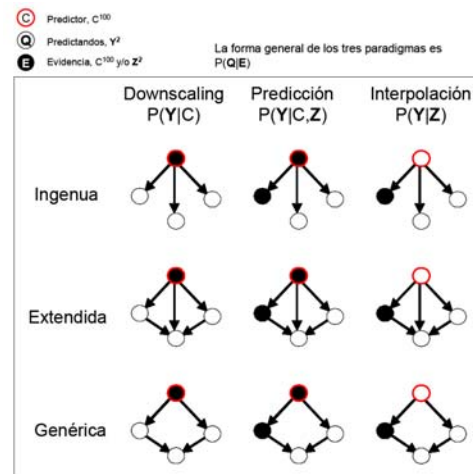 C Predictor, C¹⁰⁰
Q Predictandos, Y²
E Evidencia, C¹⁰⁰ y/o Z²
La forma general de los tres paradigmas es
P(Q|E)
Downscaling Predicción Interpolación
P(Y|C) P(Y|C,Z) P(Y|Z)
Ingenua
Extendida
Genérica